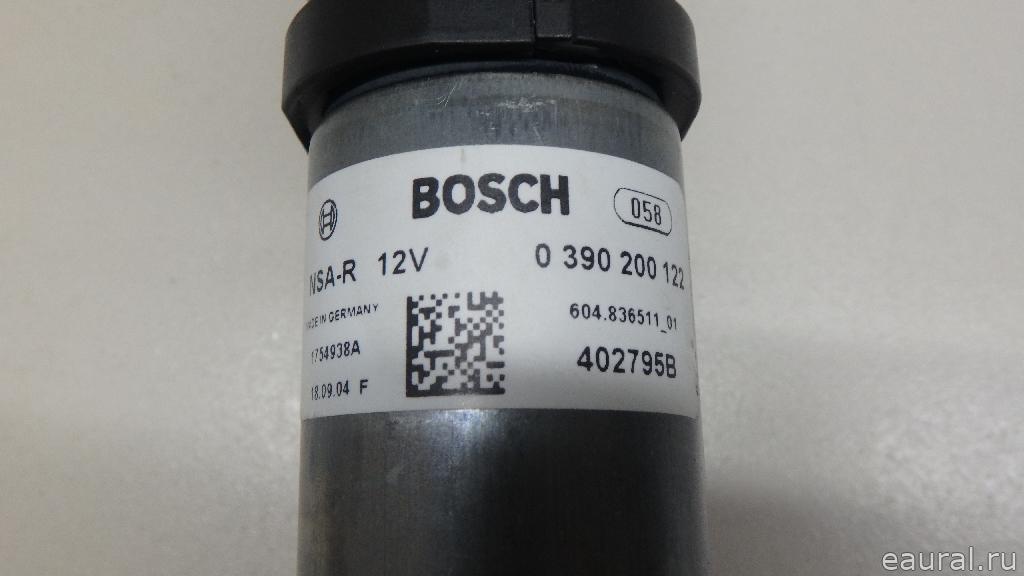 BOSCH 058
NSA-R 12V 0 390 200 122
MADE IN GERMANY 604.836511_01
1754938A 402795B
18.09.04 F
eaural.ru